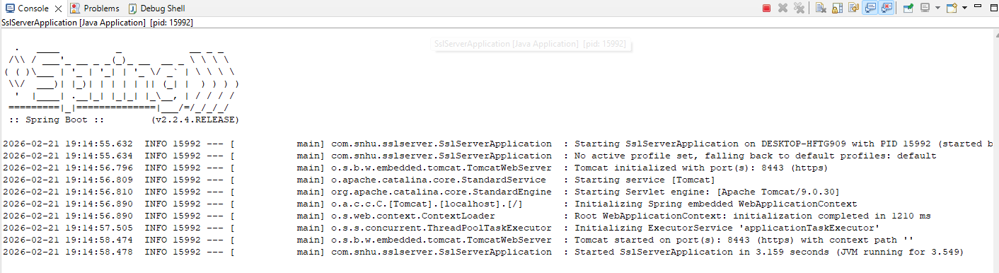 Console Problems Debug Shell
SslServerApplication [Java Application] [pid: 15992]
SslServerApplication [Java Application] [pid: 15992]
  .   ____          _            __ _ _
 /\\ / ___'_ __ _ _(_)_ __  __ _ \ \ \ \
( ( )\___ | '_ | '_| | '_ \/ _` | \ \ \ \
 \\/  ___)| |_)| | | | | || (_| |  ) ) ) )
  '  |____| .__|_| |_|_| |_\__, | / / / /
 =========|_|==============|___/=/_/_/_/
 :: Spring Boot ::        (v2.2.4.RELEASE)
2026-02-21 19:14:55.632  INFO 15992 --- [           main] com.snhu.sslserver.SslServerApplication  : Starting SslServerApplication on DESKTOP-HFTG909 with PID 15992 (started b
2026-02-21 19:14:55.634  INFO 15992 --- [           main] com.snhu.sslserver.SslServerApplication  : No active profile set, falling back to default profiles: default
2026-02-21 19:14:56.796  INFO 15992 --- [           main] o.s.b.w.embedded.tomcat.TomcatWebServer  : Tomcat initialized with port(s): 8443 (https)
2026-02-21 19:14:56.809  INFO 15992 --- [           main] o.apache.catalina.core.StandardService   : Starting service [Tomcat]
2026-02-21 19:14:56.810  INFO 15992 --- [           main] org.apache.catalina.core.StandardEngine  : Starting Servlet engine: [Apache Tomcat/9.0.30]
2026-02-21 19:14:56.890  INFO 15992 --- [           main] o.a.c.c.C.[Tomcat].[localhost].[/]       : Initializing Spring embedded WebApplicationContext
2026-02-21 19:14:56.890  INFO 15992 --- [           main] o.s.web.context.ContextLoader            : Root WebApplicationContext: initialization completed in 1210 ms
2026-02-21 19:14:57.505  INFO 15992 --- [           main] o.s.s.concurrent.ThreadPoolTaskExecutor  : Initializing ExecutorService 'applicationTaskExecutor'
2026-02-21 19:14:58.474  INFO 15992 --- [           main] o.s.b.w.embedded.tomcat.TomcatWebServer  : Tomcat started on port(s): 8443 (https) with context path ''
2026-02-21 19:14:58.478  INFO 15992 --- [           main] com.snhu.sslserver.SslServerApplication  : Started SslServerApplication in 3.159 seconds (JVM running for 3.549)